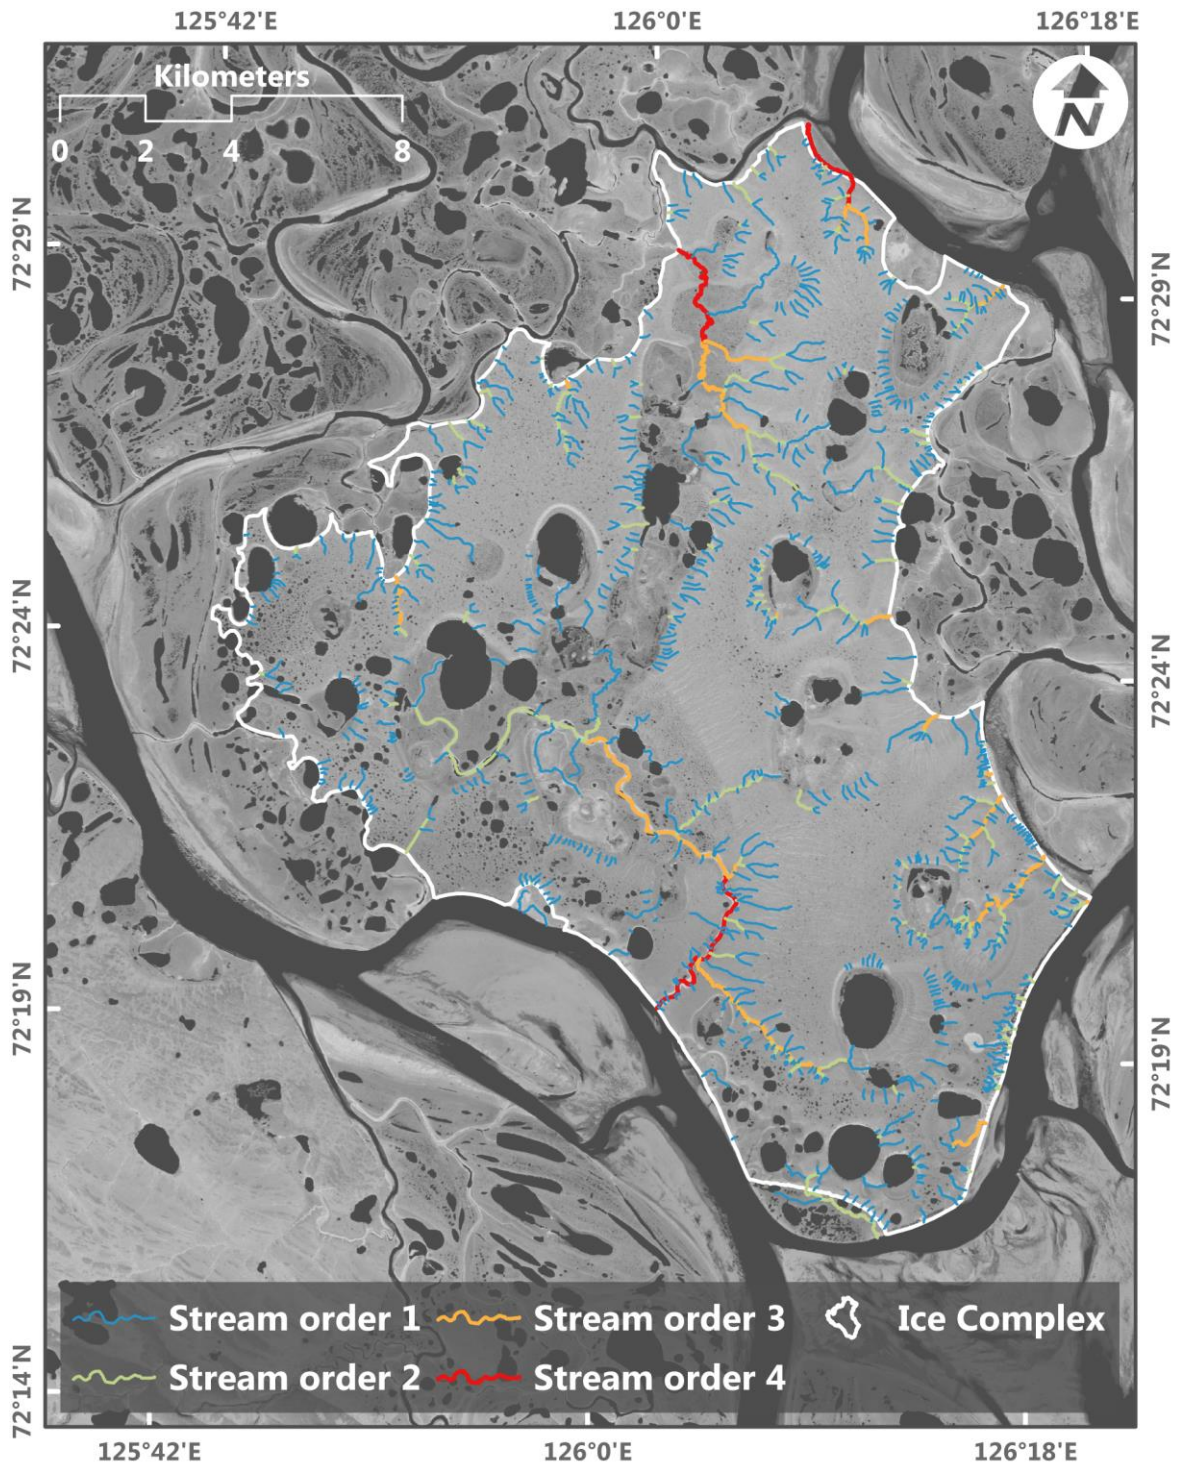 125°42'E 126°0'E 126°18'E
Kilometers
0 2 4 8
N
72°29'N
72°29'N
72°24'N
72°24'N
72°19'N
72°19'N
72°14'N
Stream order 1 Stream order 3 Ice Complex
Stream order 2 Stream order 4
125°42'E 126°0'E 126°18'E